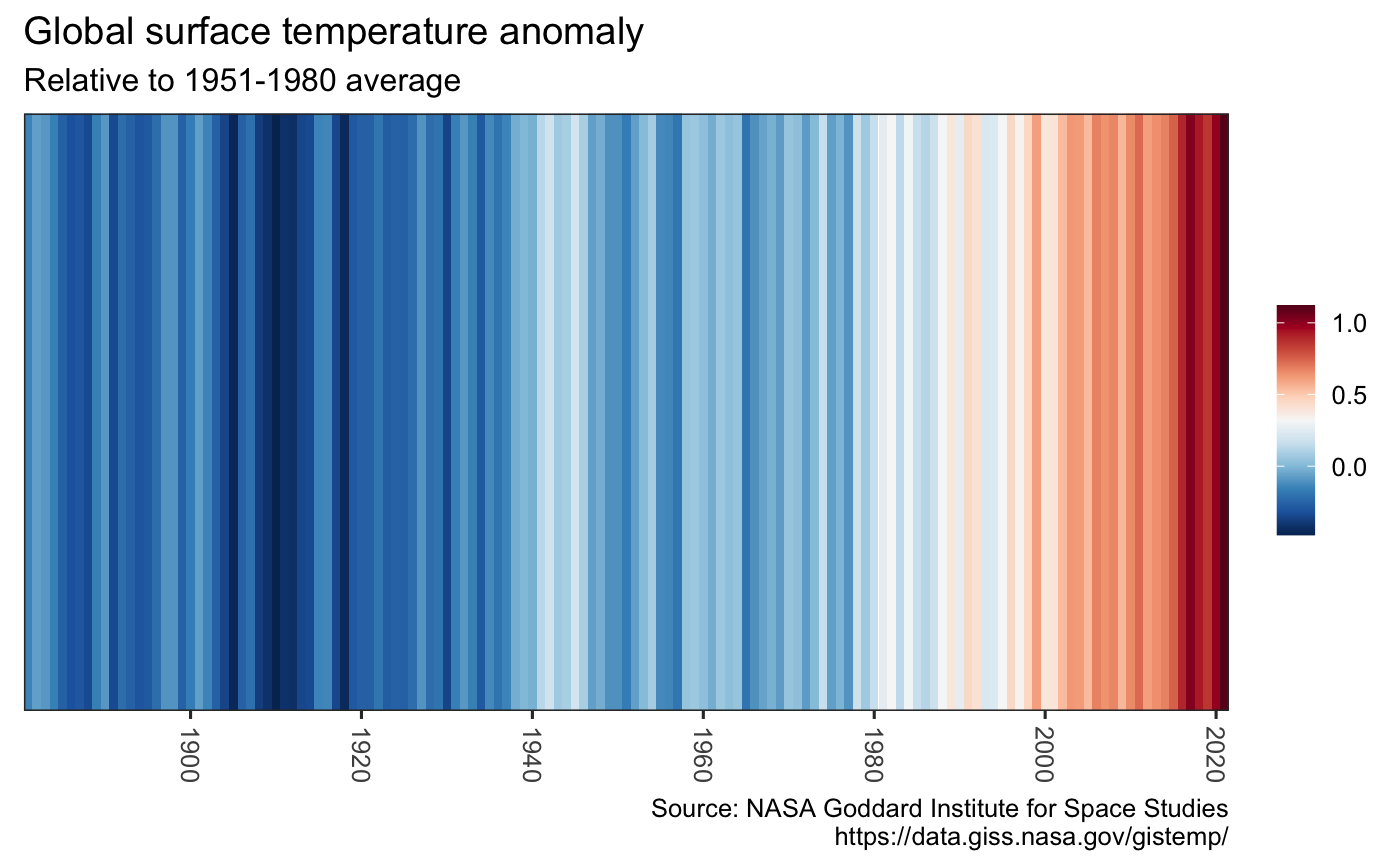 Global surface temperature anomaly
Relative to 1951-1980 average
1.0
0.5
0.0
1900
1920
1940
1960
1980
2000
2020
Source: NASA Goddard Institute for Space Studies
https://data.giss.nasa.gov/gistemp/